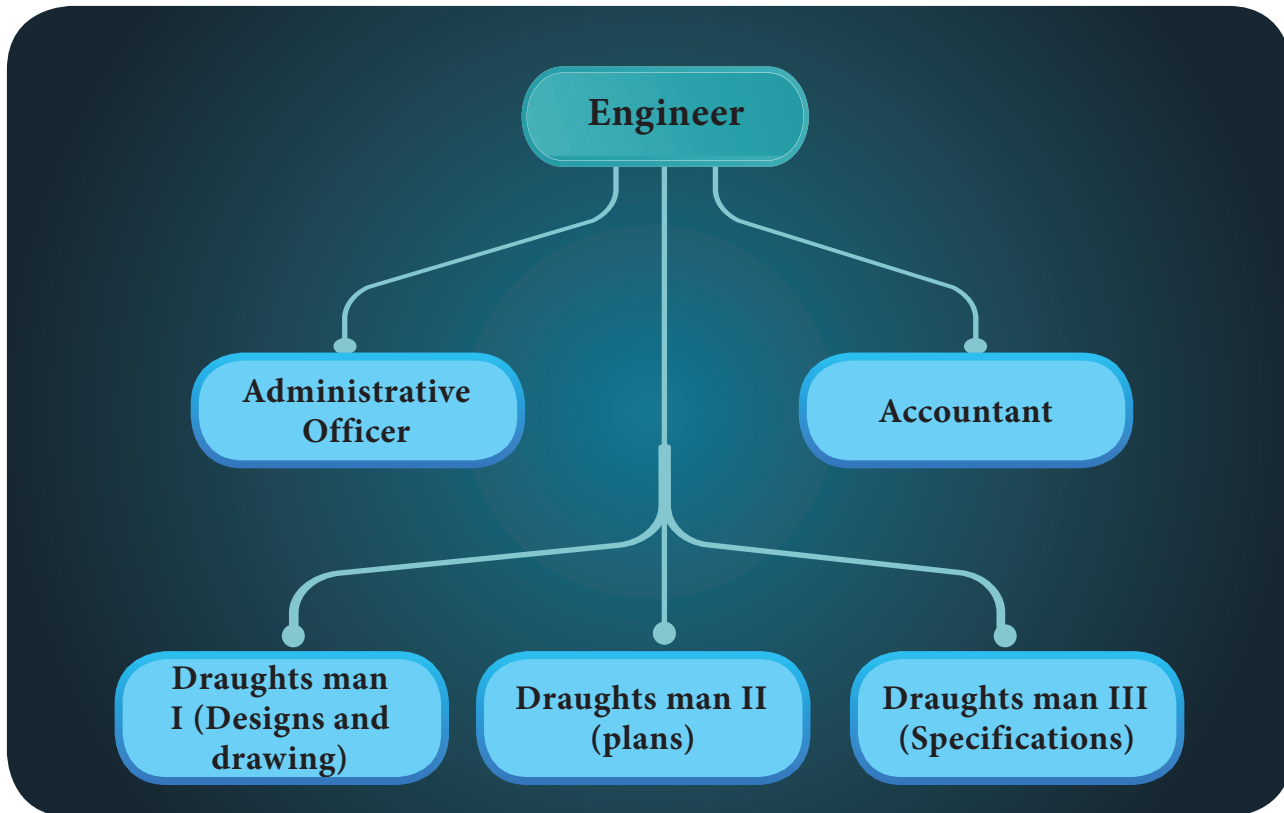 Engineer
Administrative
Officer
Accountant
Draughts man
I (Designs and
drawing)
Draughts man II
(plans)
Draughts man III
(Specifications)